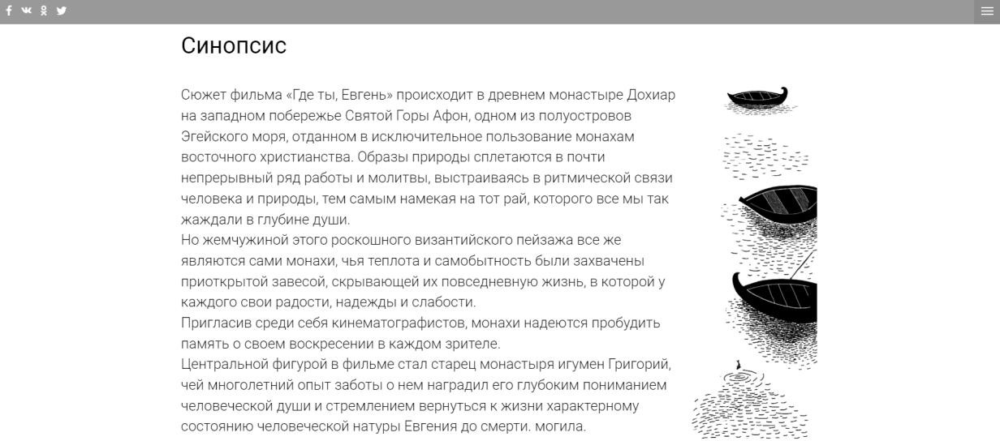 Синопсис
Сюжет фильма «Где ты, Евгень» происходит в древнем монастыре Дохиар
на западном побережье Святой Горы Афон, одном из полуостровов
Эгейского моря, отданном в исключительное пользование монахам
восточного христианства. Образы природы сплетаются в почти
непрерывный ряд работы и молитвы, выстраиваясь в ритмической связи
человека и природы, тем самым намекая на тот рай, которого все мы так
жаждали в глубине души.
Но жемчужиной этого роскошного византийского пейзажа все же
являются сами монахи, чья теплота и самобытность были захвачены
приоткрытой завесой, скрывающей их повседневную жизнь, в которой у
каждого свои радости, надежды и слабости.
Пригласив среди себя кинематографистов, монахи надеются пробудить
память о своем воскресении в каждом зрителе.
Центральной фигурой в фильме стал старец монастыря игумен Григорий,
чей многолетний опыт заботы о нем наградил его глубоким пониманием
человеческой души и стремлением вернуться к жизни характерному
состоянию человеческой натуры Евгения до смерти. могила.